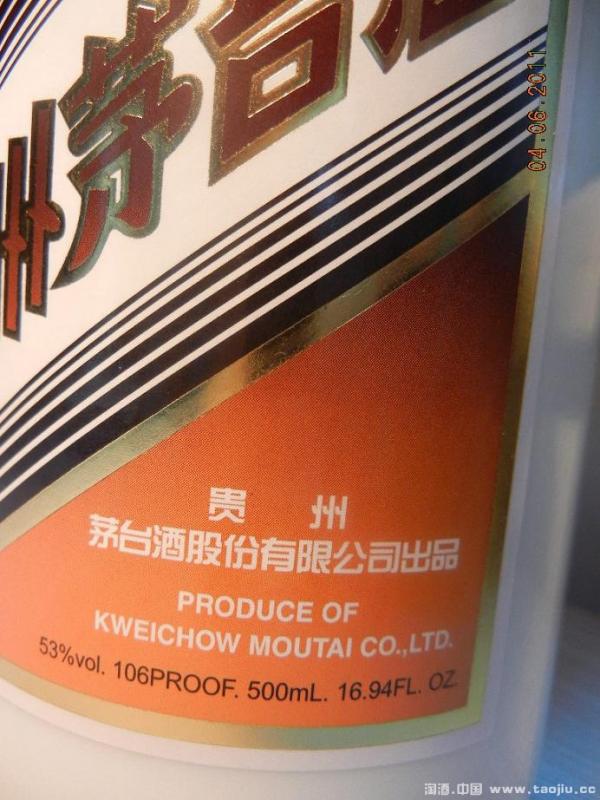 州茅台酒
04.06.2011
贵 州
茅台酒股份有限公司出品
PRODUCE OF
KWEICHOW MOUTAI CO.,LTD.
53%vol. 106PROOF. 500mL. 16.94FL. OZ.
淘酒.中国 www.taojiu.cc